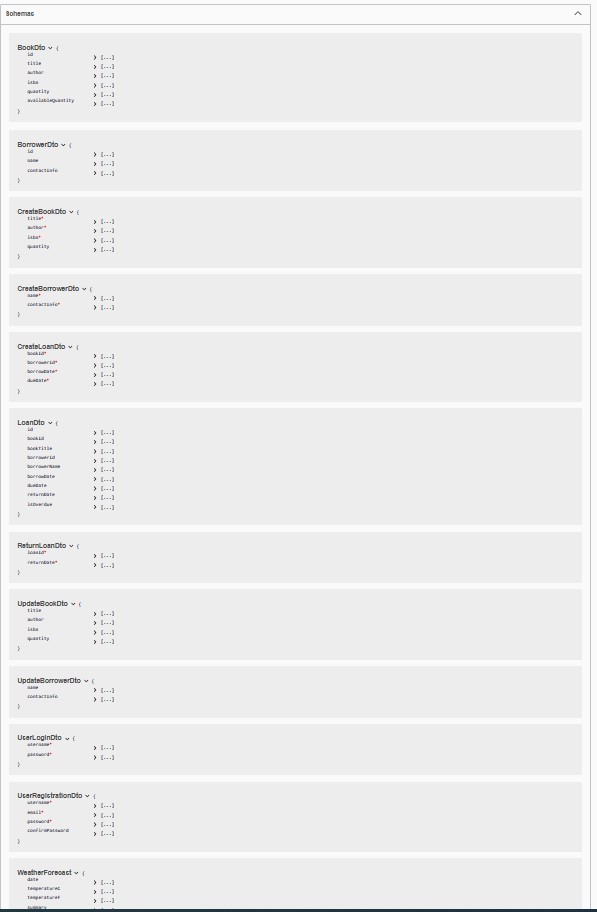 Schemas
BookDto {
id [...]
title [...]
author [...]
isbn [...]
quantity [...]
availableQuantity [...]
}
BorrowerDto {
id [...]
name [...]
contactInfo [...]
}
CreateBookDto {
title* [...]
author* [...]
isbn* [...]
quantity [...]
}
CreateBorrowerDto {
name* [...]
contactInfo* [...]
}
CreateLoanDto {
bookId* [...]
borrowerId* [...]
borrowDate* [...]
dueDate* [...]
}
LoanDto {
id [...]
bookId [...]
bookTitle [...]
borrowerId [...]
borrowerName [...]
borrowDate [...]
dueDate [...]
returnDate [...]
isOverdue [...]
}
ReturnLoanDto {
loanId* [...]
returnDate* [...]
}
UpdateBookDto {
title [...]
author [...]
isbn [...]
quantity [...]
}
UpdateBorrowerDto {
name [...]
contactInfo [...]
}
UserLoginDto {
username* [...]
password* [...]
}
UserRegistrationDto {
username* [...]
email* [...]
password* [...]
confirmPassword [...]
}
WeatherForecast {
date [...]
temperatureC [...]
temperatureF [...]
summary [...]